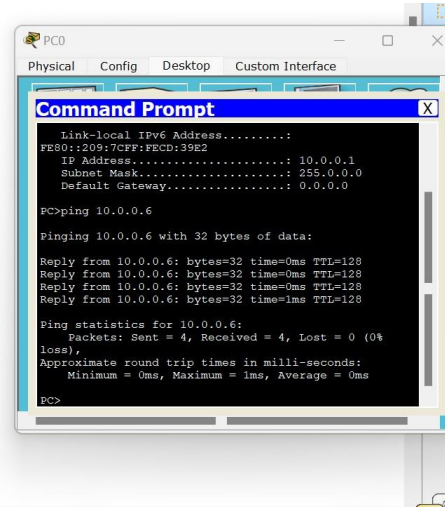 PC0
Physical Config Desktop Custom Interface
Command Prompt X
Link-local IPv6 Address.........:
FE80::209:7CFF:FECD:39E2
IP Address......................: 10.0.0.1
Subnet Mask.....................: 255.0.0.0
Default Gateway.................: 0.0.0.0
PC>ping 10.0.0.6
Pinging 10.0.0.6 with 32 bytes of data:
Reply from 10.0.0.6: bytes=32 time=0ms TTL=128
Reply from 10.0.0.6: bytes=32 time=0ms TTL=128
Reply from 10.0.0.6: bytes=32 time=0ms TTL=128
Reply from 10.0.0.6: bytes=32 time=1ms TTL=128
Ping statistics for 10.0.0.6:
Packets: Sent = 4, Received = 4, Lost = 0 (0%
loss),
Approximate round trip times in milli-seconds:
Minimum = 0ms, Maximum = 1ms, Average = 0ms
PC>